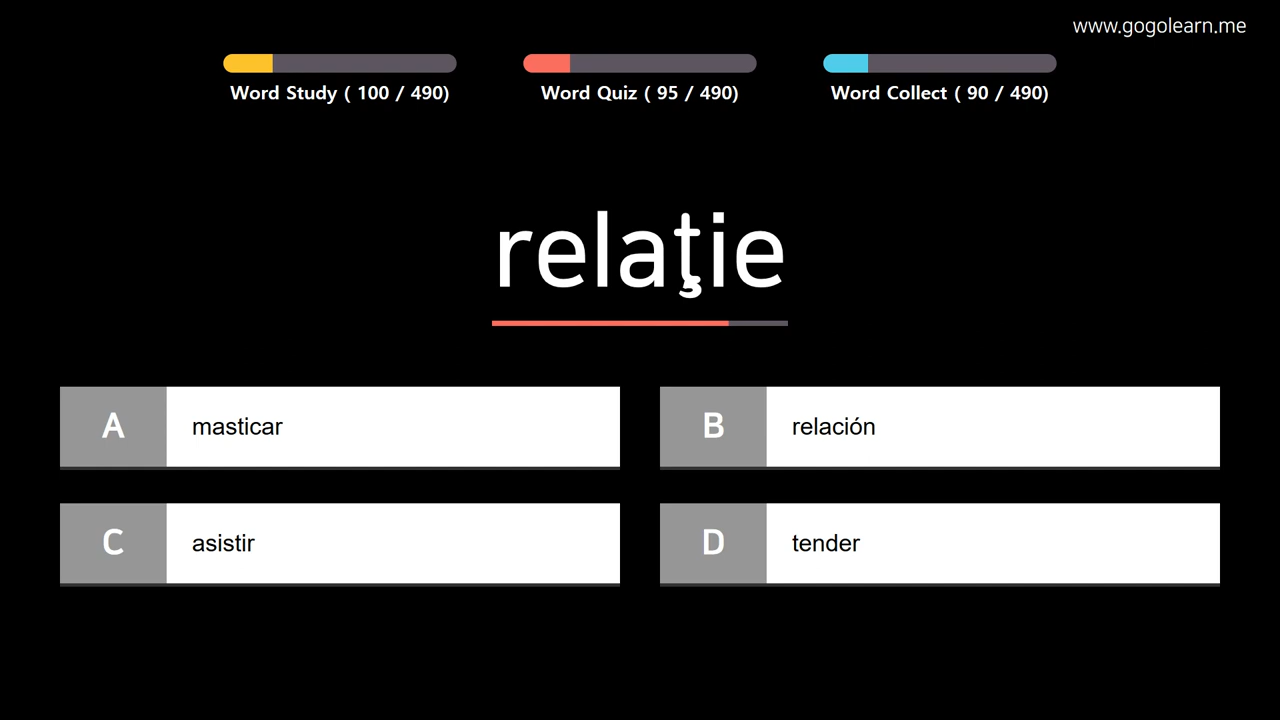 www.gogolearn.me
Word Study ( 100 / 490)
Word Quiz ( 95 / 490)
Word Collect ( 90 / 490)
relaţie
A masticar
B relación
C asistir
D tender